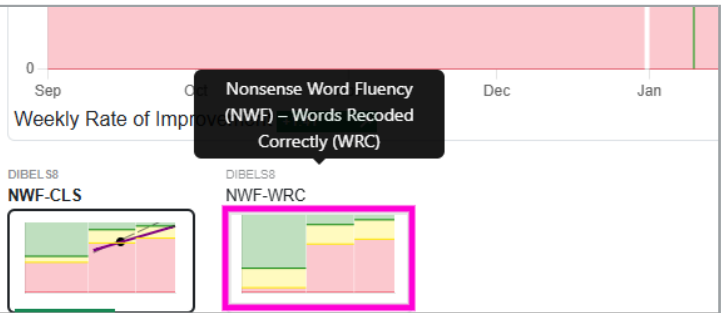 0
Sep
Oct
Dec
Jan
Nonsense Word Fluency
(NWF) – Words Recoded
Correctly (WRC)
Weekly Rate of
DIBELS8
NWF-CLS
DIBELS8
NWF-WRC